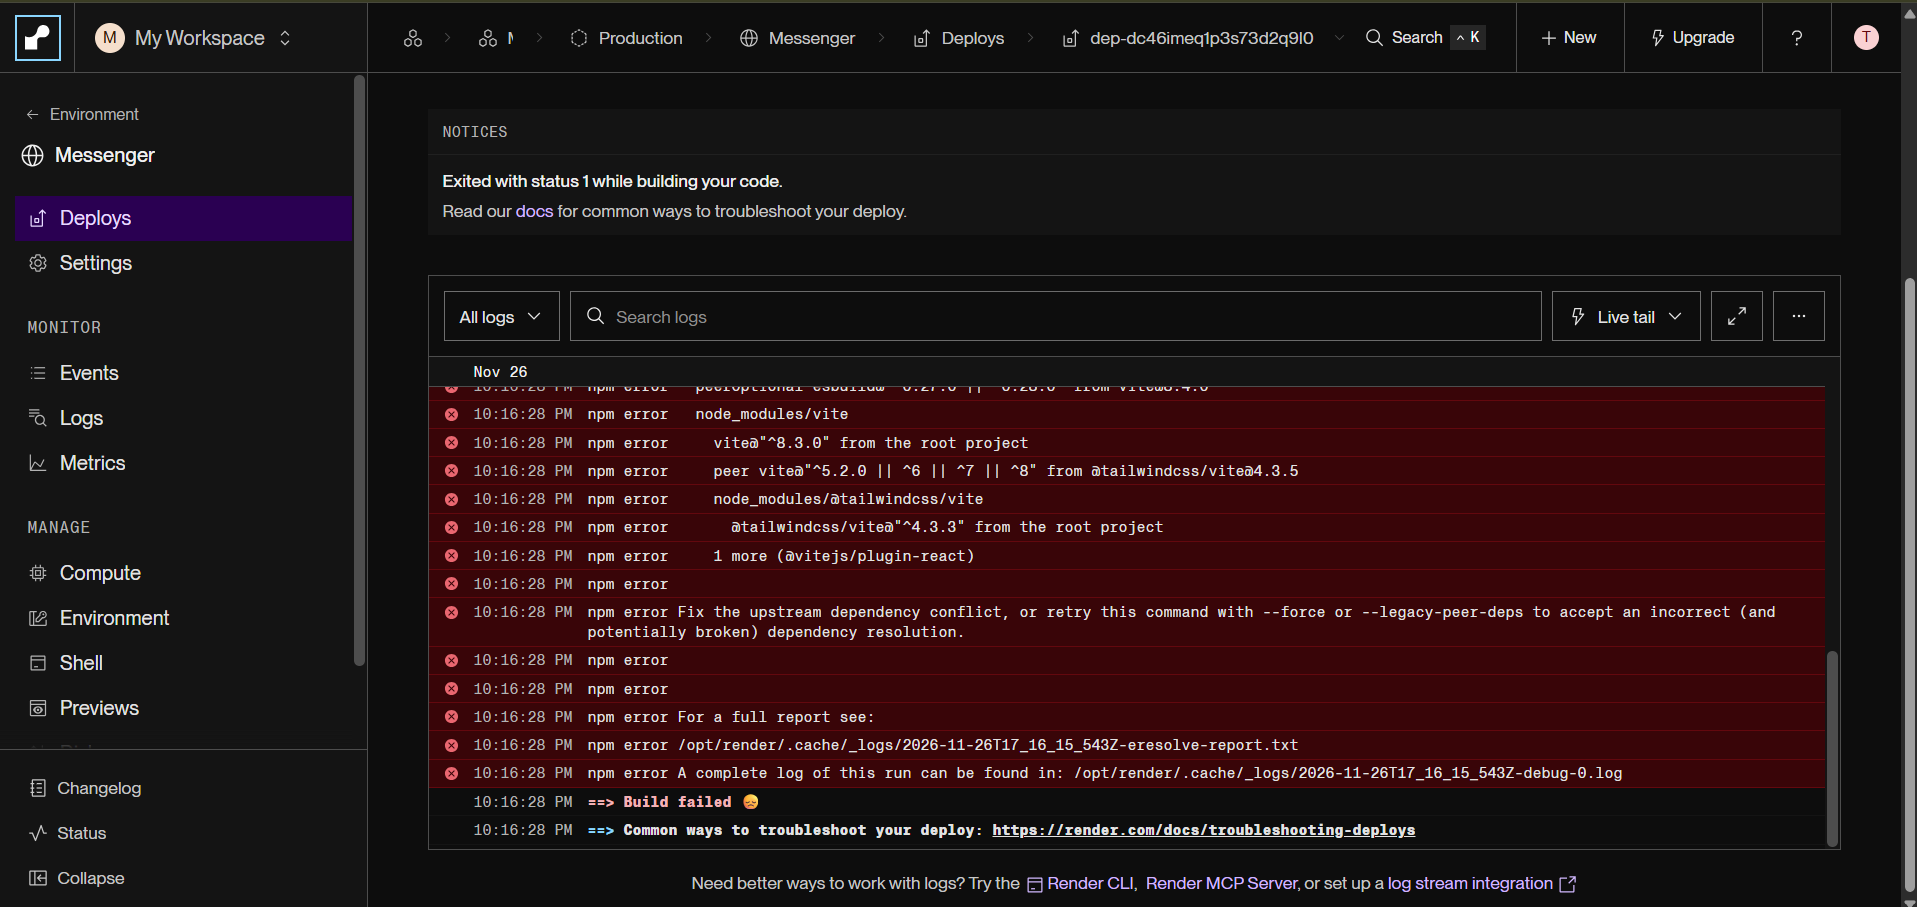 M My Workspace
Production
Messenger
Deploys
dep-dc46imeq1p3s73d2q9l0
Search ^ K
+ New
Upgrade
?
T
← Environment
Messenger
Deploys
Settings
MONITOR
Events
Logs
Metrics
MANAGE
Compute
Environment
Shell
Previews
Changelog
Status
Collapse
NOTICES
Exited with status 1 while building your code.
Read our docs for common ways to troubleshoot your deploy.
All logs
Search logs
Live tail
...
Nov 26
10:16:28 PM npm error node_modules/vite
10:16:28 PM npm error vite@"^8.3.0" from the root project
10:16:28 PM npm error peer vite@"^5.2.0 || ^6 || ^7 || ^8" from @tailwindcss/vite@4.3.5
10:16:28 PM npm error node_modules/@tailwindcss/vite
10:16:28 PM npm error @tailwindcss/vite@"^4.3.3" from the root project
10:16:28 PM npm error 1 more (@vitejs/plugin-react)
10:16:28 PM npm error
10:16:28 PM npm error Fix the upstream dependency conflict, or retry this command with --force or --legacy-peer-deps to accept an incorrect (and
potentially broken) dependency resolution.
10:16:28 PM npm error
10:16:28 PM npm error
10:16:28 PM npm error For a full report see:
10:16:28 PM npm error /opt/render/.cache/_logs/2026-11-26T17_16_15_543Z-eresolve-report.txt
10:16:28 PM npm error A complete log of this run can be found in: /opt/render/.cache/_logs/2026-11-26T17_16_15_543Z-debug-0.log
10:16:28 PM ==> Build failed 😞
10:16:28 PM ==> Common ways to troubleshoot your deploy: https://render.com/docs/troubleshooting-deploys
Need better ways to work with logs? Try the Render CLI, Render MCP Server, or set up a log stream integration